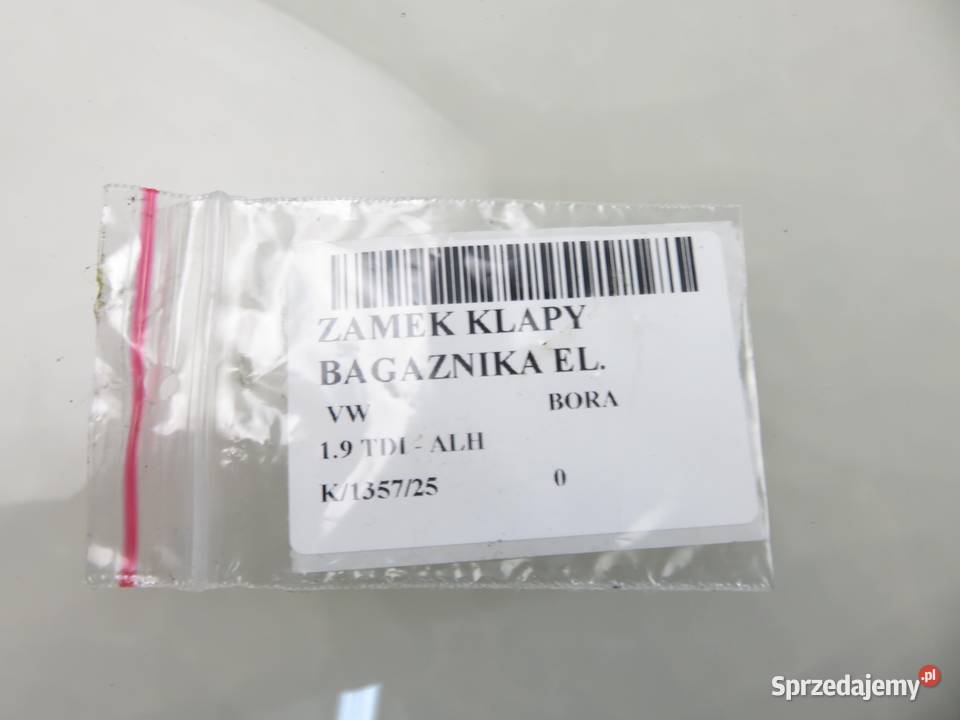 ZAMEK KLAPY
BAGAZNIKA EL.
VW BORA
1.9 TDI - ALH
K/1357/25 0
Sprzedajemy.pl